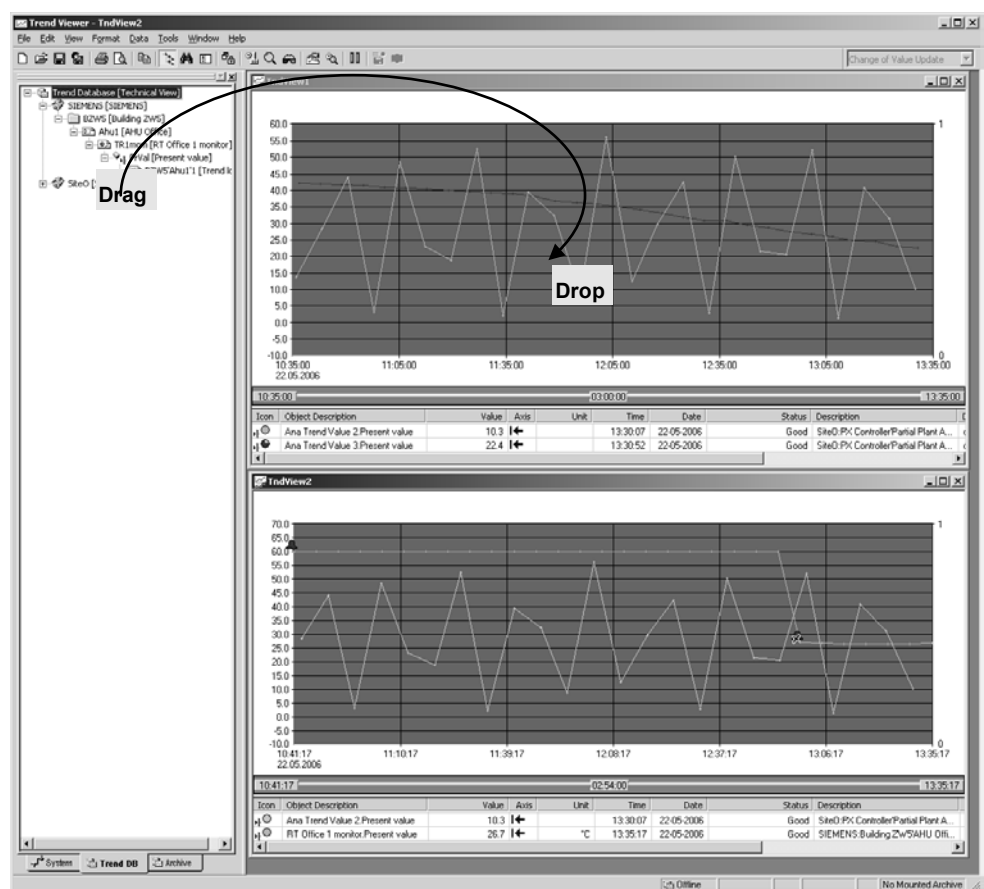 Trend Viewer - TndView2
File Edit View Format Data Tools Window Help
Change of Value Update
Trend Database [Technical View]
SIEMENS [SIEMENS]
BZW5 [Building ZW5]
Ahu1 [AHU Office]
TR1mon [RT Office 1 monitor]
PrVal [Present value]
[Trend k
Site0
Drag
TndView1
60.0
55.0
50.0
45.0
40.0
35.0
30.0
25.0
20.0
15.0
10.0
5.0
0.0
-5.0
-10.0
1
0
Drop
10:35:00 11:05:00 11:35:00 12:05:00 12:35:00 13:05:00 13:35:00
22.05.2006
10:35:00 03:00:00 13:35:00
Icon Object Description Value Axis Unit Time Date Status Description
Ana Trend Value 2.Present value 10.3 13:30:07 22-05-2006 Good Site0:PX Controller'Partial Plant A...
Ana Trend Value 3.Present value 22.4 13:30:52 22-05-2006 Good Site0:PX Controller'Partial Plant A...
TndView2
70.0
65.0
60.0
55.0
50.0
45.0
40.0
35.0
30.0
25.0
20.0
15.0
10.0
5.0
0.0
-5.0
-10.0
1
0
10:41:17 11:10:17 11:39:17 12:08:17 12:37:17 13:06:17 13:35:17
22.05.2006
10:41:17 02:54:00 13:35:17
Icon Object Description Value Axis Unit Time Date Status Description
Ana Trend Value 2.Present value 10.3 13:30:07 22-05-2006 Good Site0:PX Controller'Partial Plant A...
RT Office 1 monitor.Present value 26.7 °C 13:35:17 22-05-2006 Good SIEMENS:Building ZW5'AHU Offi...
System Trend DB Archive
Offline No Mounted Archive